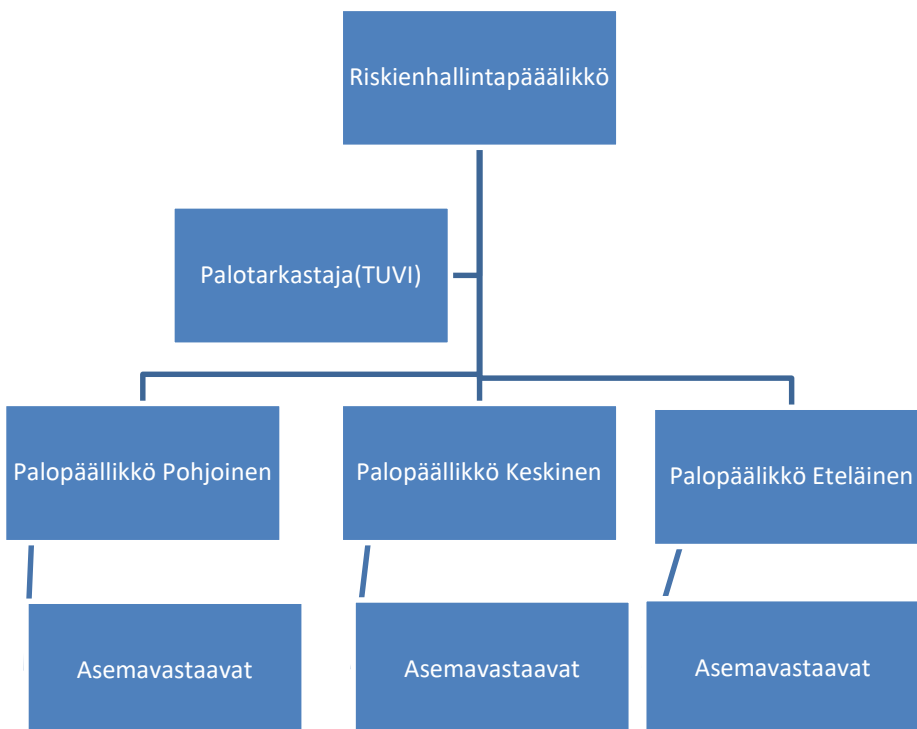 Riskienhallintapääälikkö
Palotarkastaja(TUVI)
Palopäällikkö Pohjoinen
Palopäällikkö Keskinen
Palopäälikkö Eteläinen
Asemavastaavat
Asemavastaavat
Asemavastaavat